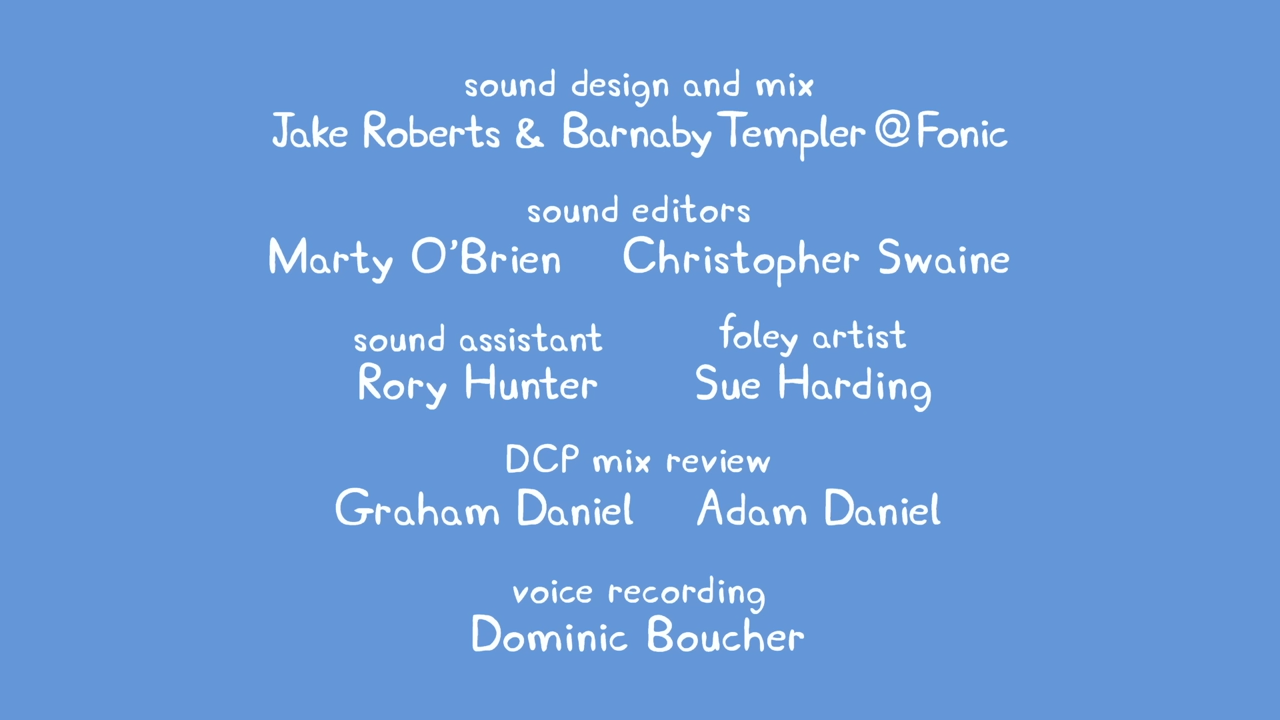 sound design and mix
Jake Roberts & Barnaby Templer @ Fonic
sound editors
Marty O'Brien Christopher Swaine
sound assistant foley artist
Rory Hunter Sue Harding
DCP mix review
Graham Daniel Adam Daniel
voice recording
Dominic Boucher